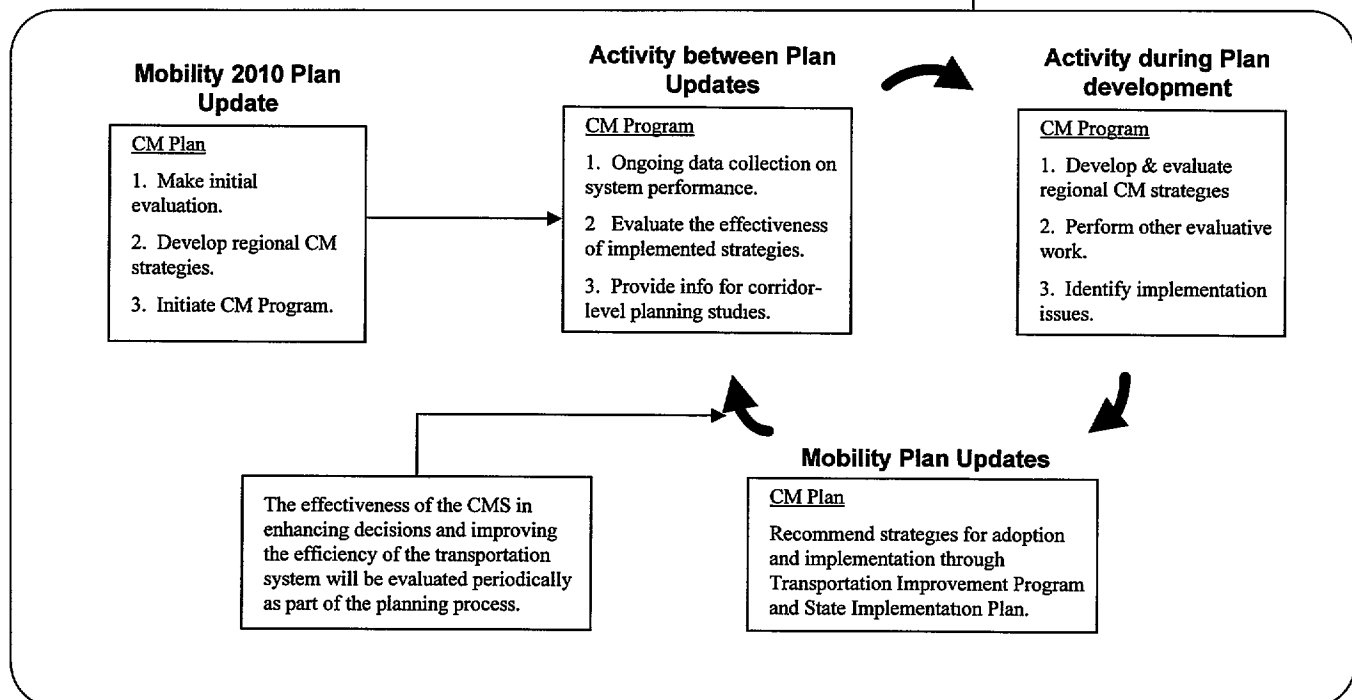 Mobility 2010 Plan
Update
CM Plan
1. Make initial
evaluation.
2. Develop regional CM
strategies.
3. Initiate CM Program.
Activity between Plan
Updates
CM Program
1. Ongoing data collection on
system performance.
2 Evaluate the effectiveness
of implemented strategies.
3. Provide info for corridor-
level planning studies.
Activity during Plan
development
CM Program
1. Develop & evaluate
regional CM strategies
2. Perform other evaluative
work.
3. Identify implementation
issues.
Mobility Plan Updates
CM Plan
Recommend strategies for adoption
and implementation through
Transportation Improvement Program
and State Implementation Plan.
The effectiveness of the CMS in
enhancing decisions and improving
the efficiency of the transportation
system will be evaluated periodically
as part of the planning process.